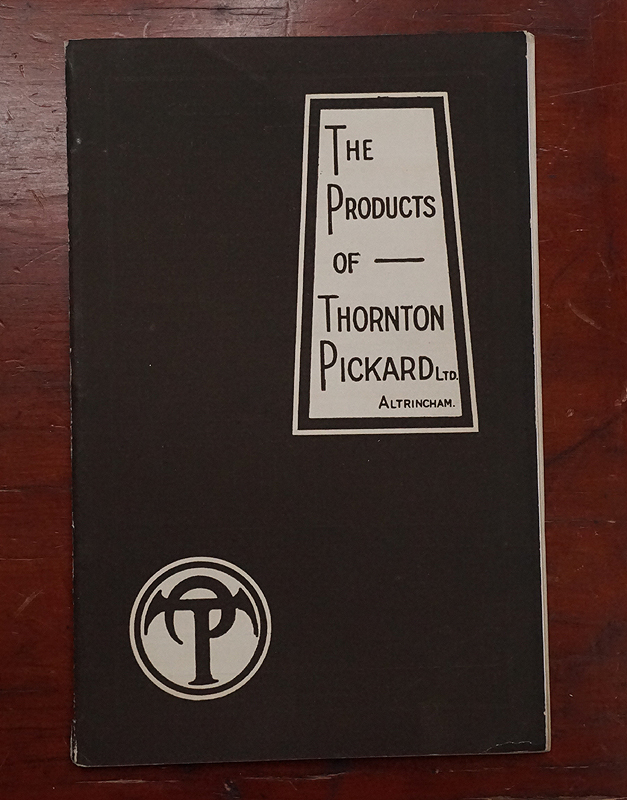 The
Products
of —
Thornton
Pickard Ltd.
Altrincham.
TP